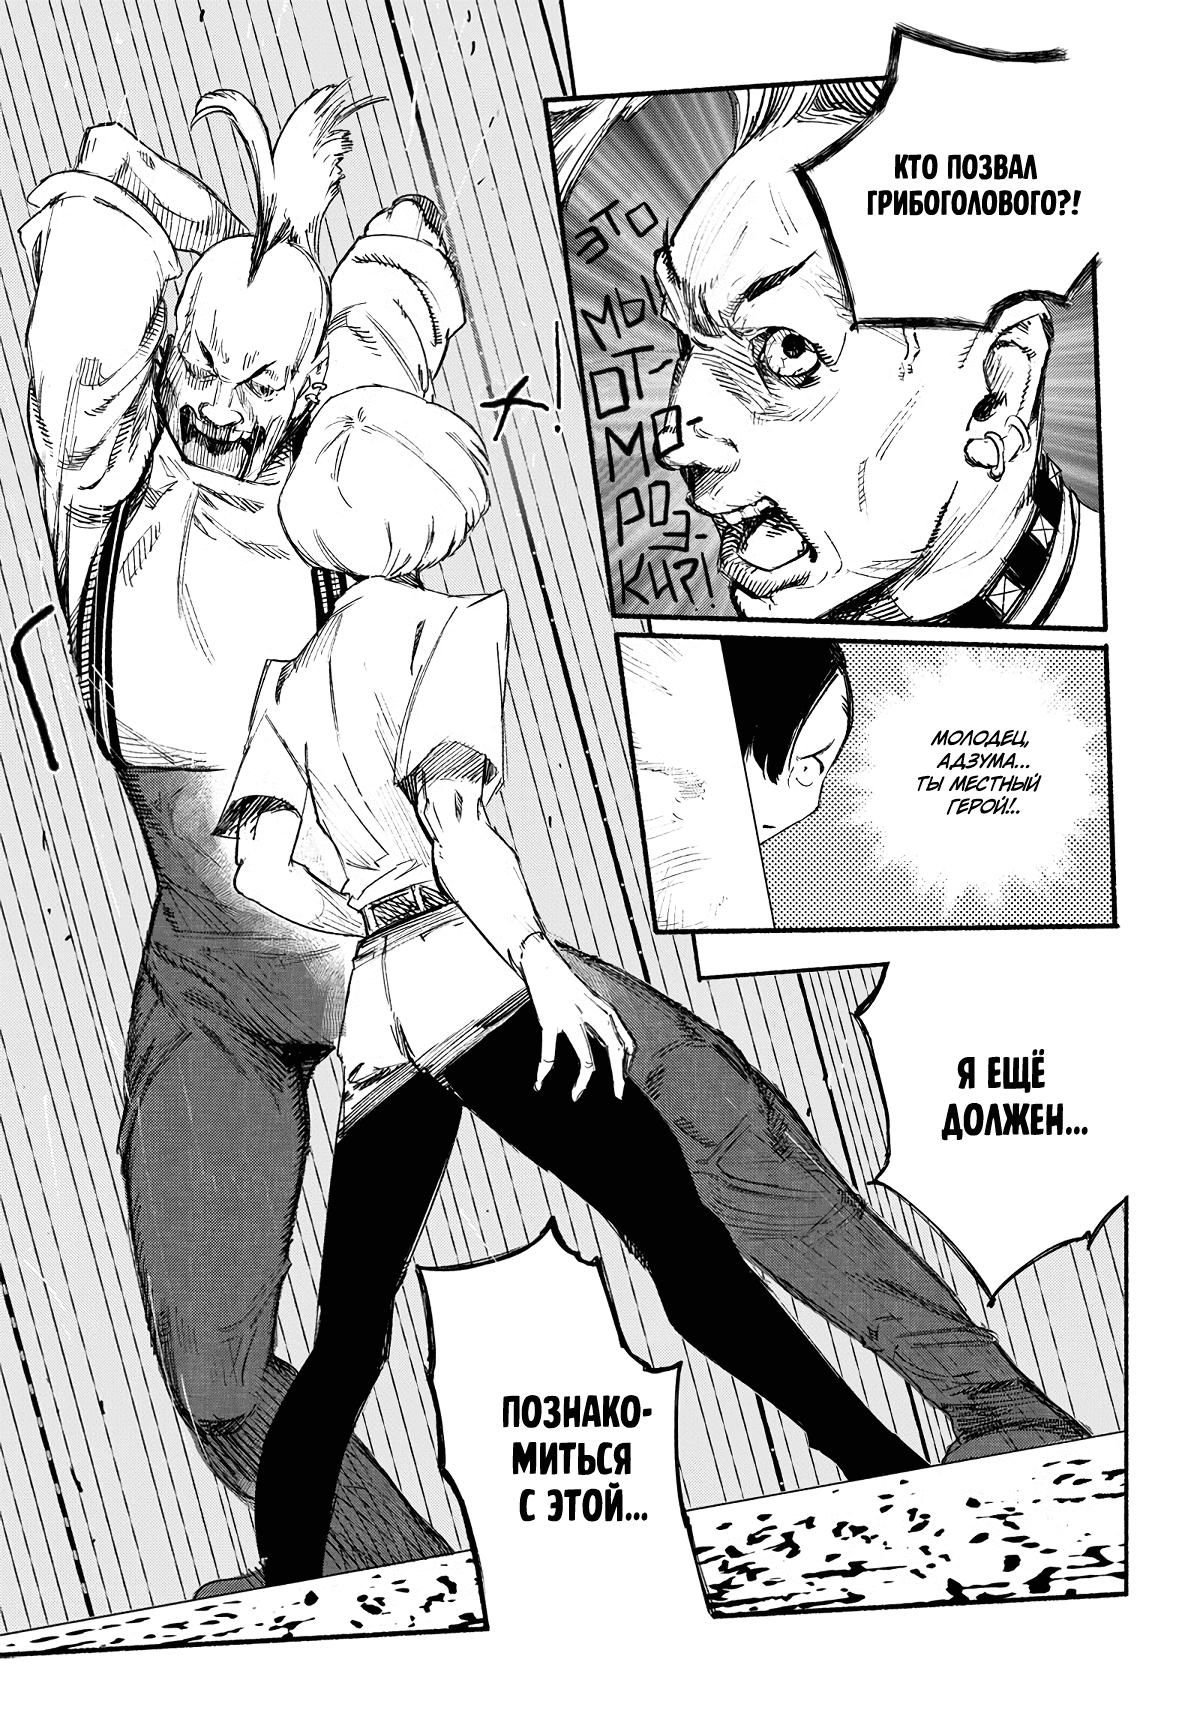 КТО ПОЗВАЛ
ГРИБОГОЛОВОГО?!
ЭТО
МЫ
ОТ-
МО-
РОЗ-
КИ?!
МОЛОДЕЦ,
АДЗУМА...
ТЫ МЕСТНЫЙ
ГЕРОЙ!..
Я ЕЩЁ
ДОЛЖЕН...
ПОЗНАКО-
МИТЬСЯ
С ЭТОЙ...